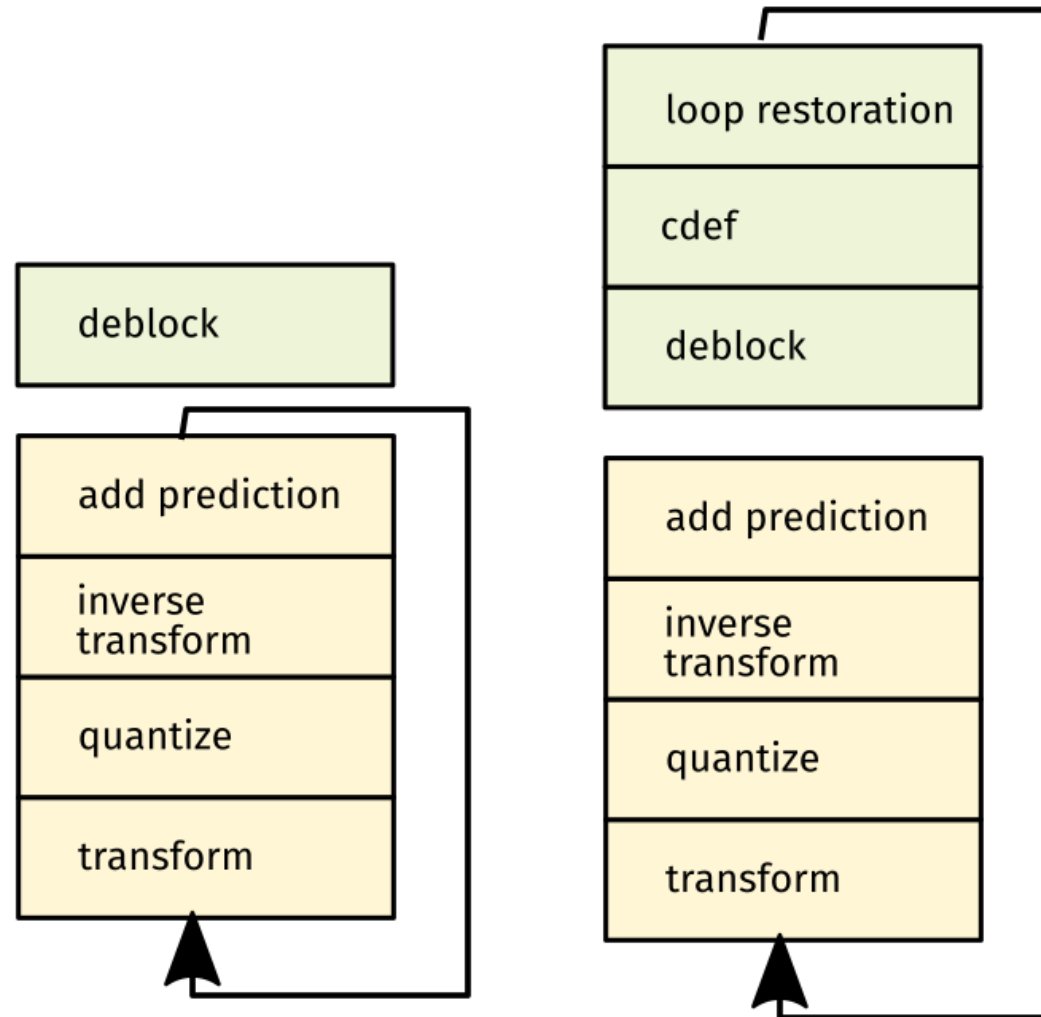 deblock
add prediction
inverse
transform
quantize
transform
loop restoration
cdef
deblock
add prediction
inverse
transform
quantize
transform